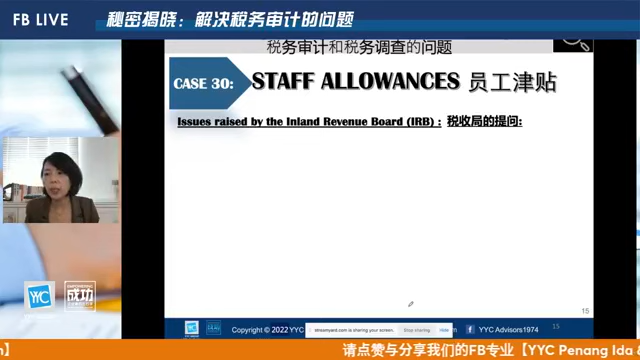 FB LIVE
秘密揭晓：解决税务审计的问题
税务审计和税务调查的问题
CASE 30:
STAFF ALLOWANCES 员工津贴
Issues raised by the Inland Revenue Board (IRB) : 税收局的提问:
YYC
成功
15
Copyright © 2022 YYC
streamyard.com is sharing your screen.
Stop sharing
Hide
YYC Advisors1974
15
请点赞与分享我们的FB专业【YYC Penang Ida